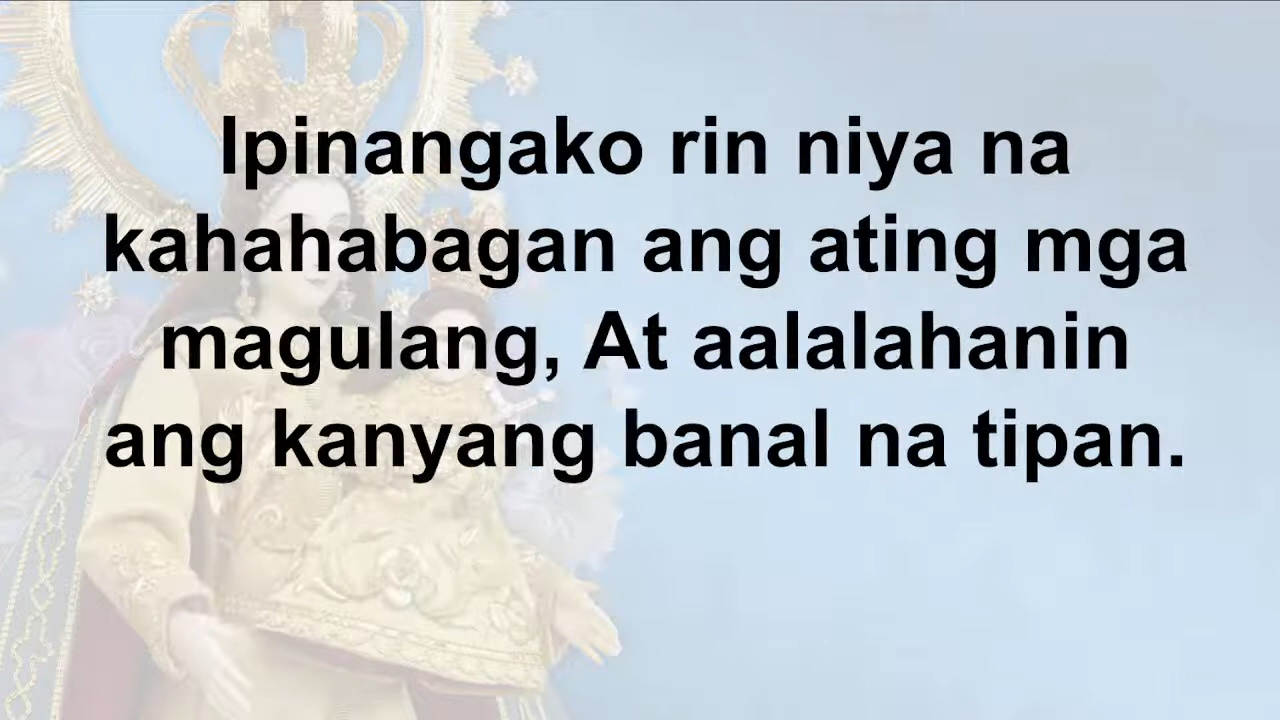 Ipinangako rin niya na
kahahabagan ang ating mga
magulang, At aalalahanin
ang kanyang banal na tipan.